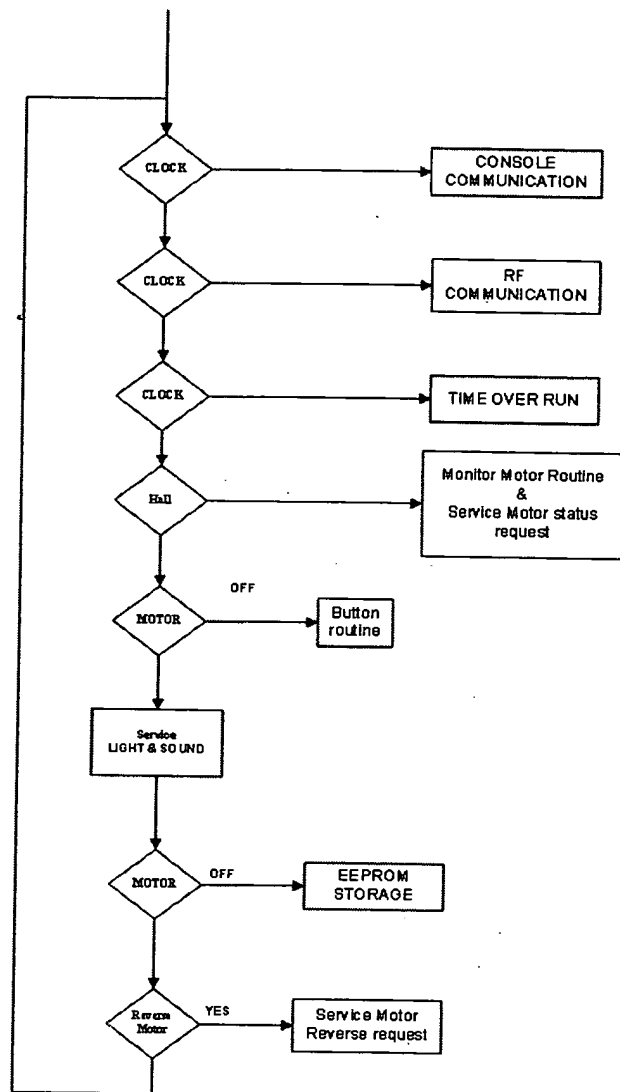 CLOCK
CONSOLE
COMMUNICATION
CLOCK
RF
COMMUNICATION
CLOCK
TIME OVER RUN
Hall
Monitor Motor Routine
&
Service Motor status
request
MOTOR
OFF
Button
routine
Service
LIGHT & SOUND
MOTOR
OFF
EEPROM
STORAGE
Reverse
Motor
YES
Service Motor
Reverse request